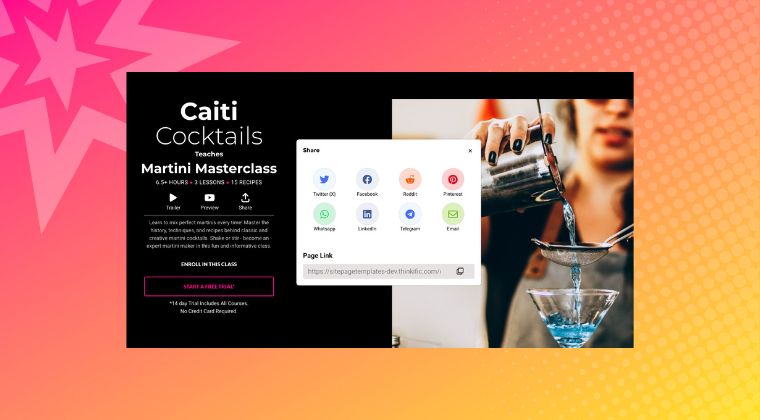 Caiti
Cocktails
Teaches
Martini Masterclass
6.5+ HOURS • 3 LESSONS • 15 RECIPES
Trailer
Preview
Share
Learn to mix perfect martinis every time! Master the
history, techniques, and recipes behind classic and
creative martini cocktails. Shake or stir - become an
expert martini maker in this fun and informative class.
ENROLL IN THIS CLASS
START A FREE TRIAL*
*14 day Trial Includes All Courses.
No Credit Card Required
Share
×
Twitter (X)
Facebook
Reddit
Pinterest
Whatsapp
LinkedIn
Telegram
Email
Page Link
https://sitepagetemplates-dev.thinkific.com/